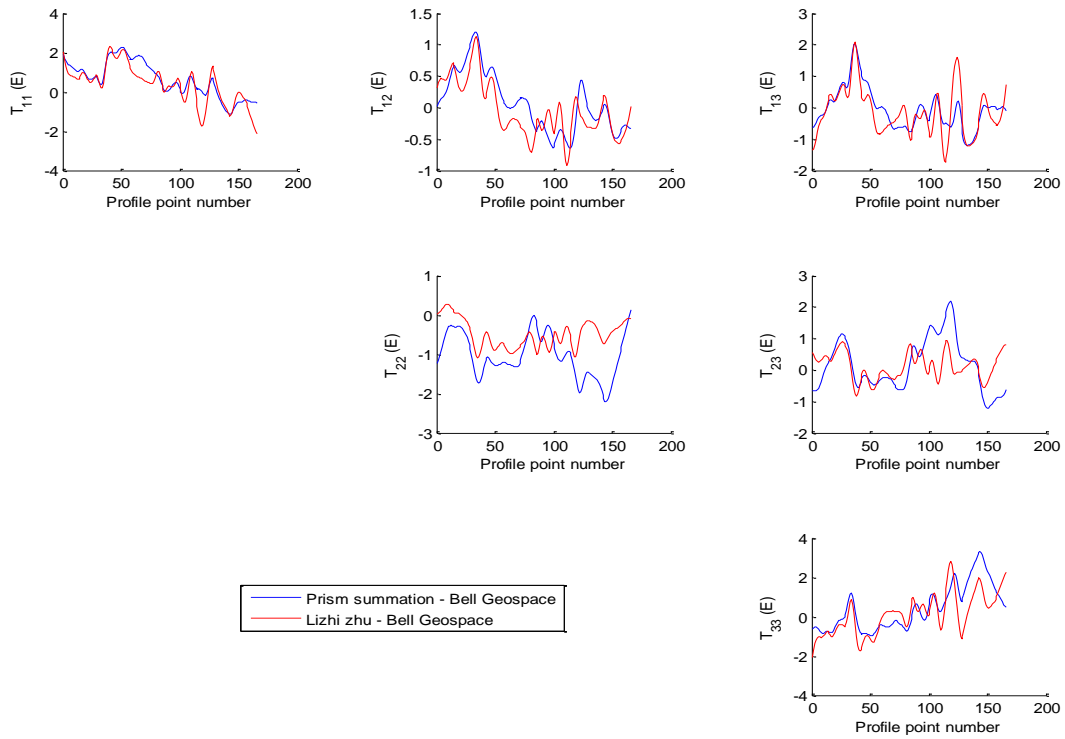 4
2
0
-2
-4
T11 (E)
0 50 100 150 200
Profile point number
1.5
1
0.5
0
-0.5
-1
T12 (E)
0 50 100 150 200
Profile point number
3
2
1
0
-1
-2
T13 (E)
0 50 100 150 200
Profile point number
1
0
-1
-2
-3
T22 (E)
0 50 100 150 200
Profile point number
3
2
1
0
-1
-2
T23 (E)
0 50 100 150 200
Profile point number
4
2
0
-2
-4
T33 (E)
0 50 100 150 200
Profile point number
Prism summation - Bell Geospace
Lizhi zhu - Bell Geospace